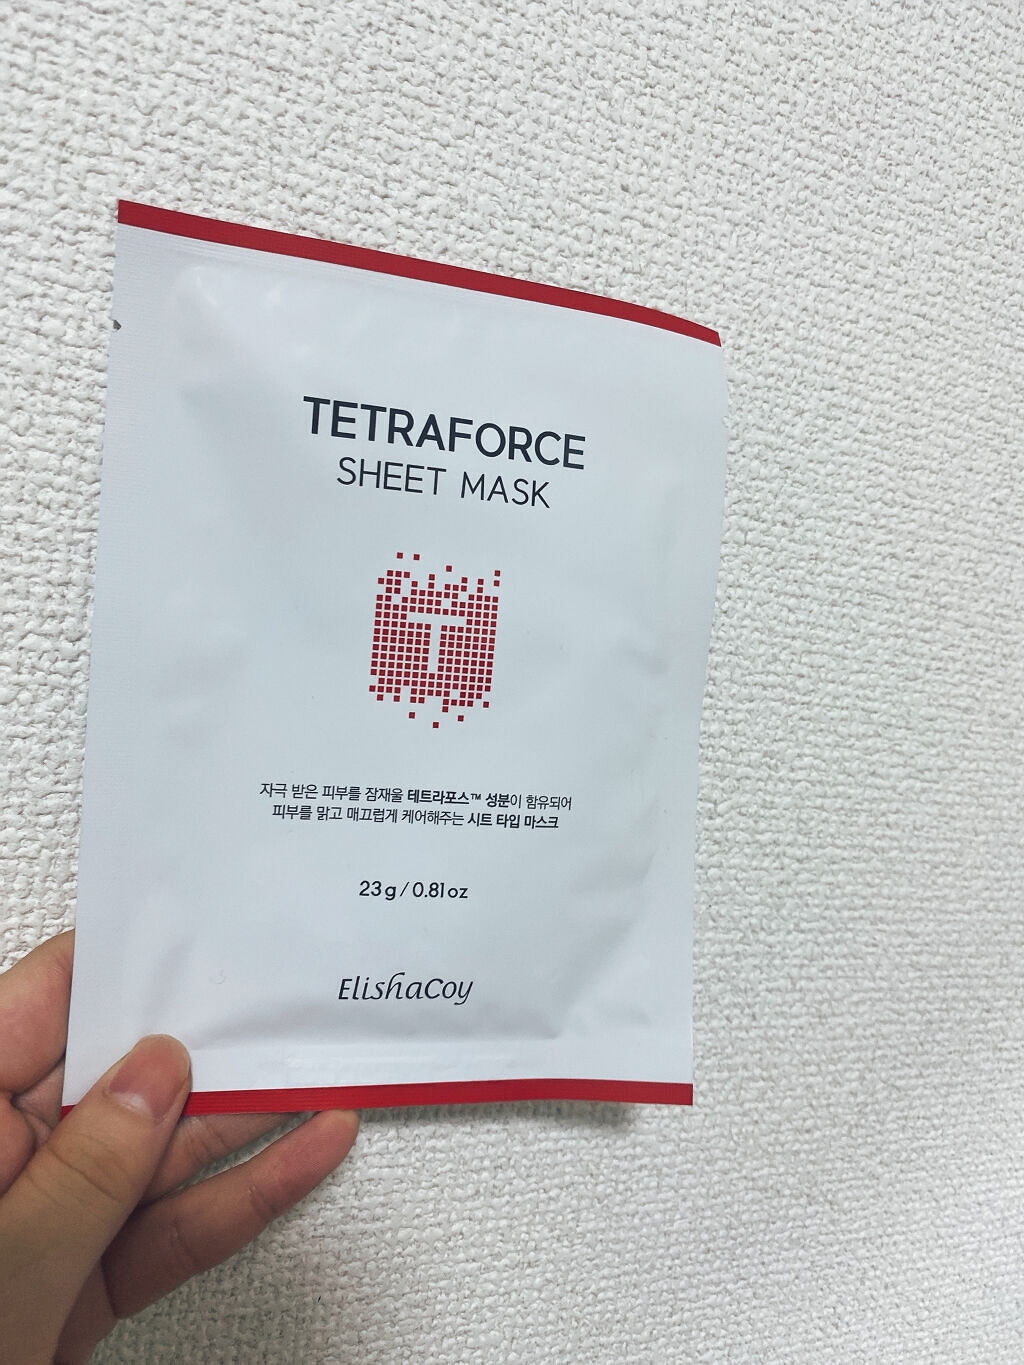 TETRAFORCE
SHEET MASK
T
자극 받은 피부를 잠재울 테트라포스™ 성분이 함유되어
피부를 맑고 매끄럽게 케어해주는 시트 타입 마스크
23g/0.81oz
ElishaCoy